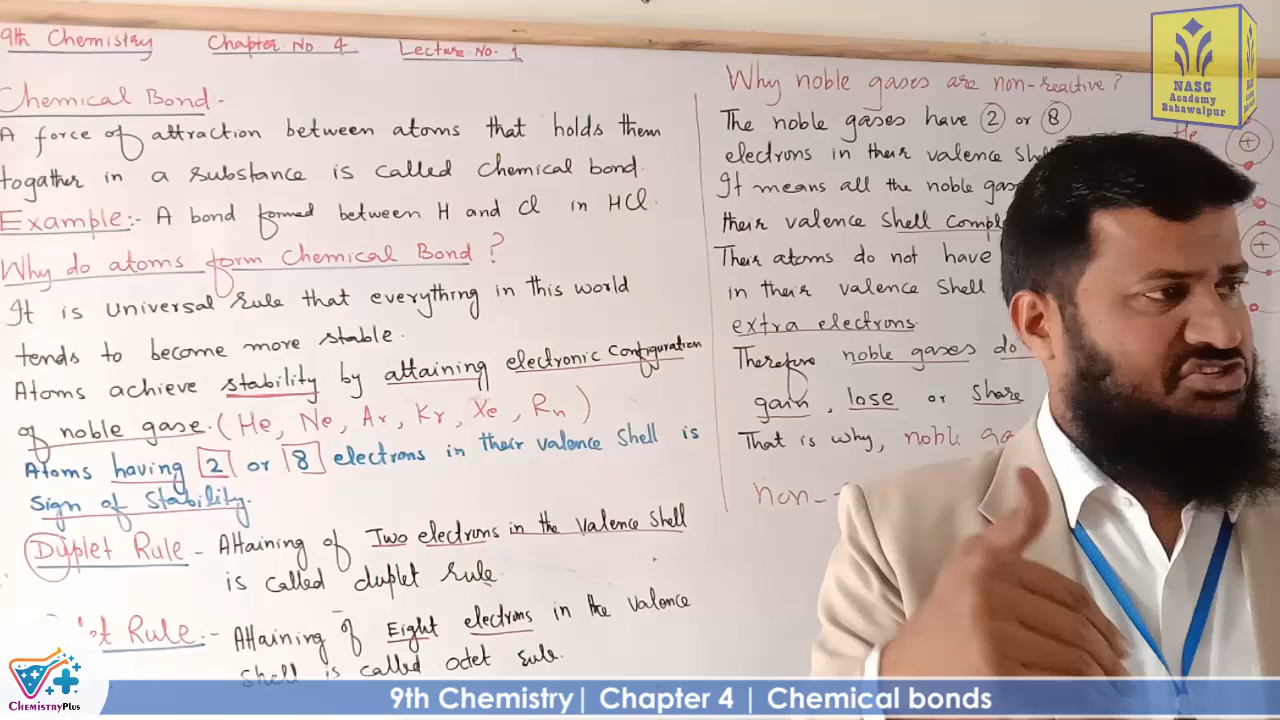 9th Chemistry Chapter No. 4 Lecture No. 1
Chemical Bond.-
A force of attraction between atoms that holds them
togather in a substance is called Chemical bond.
Example:- A bond formed between H and Cl in HCl.
Why do atoms form Chemical Bond ?
It is universal rule that everything in this world
tends to become more stable.
Atoms achieve stability by attaining electronic Configuration
of noble gase. (He, Ne, Ar, Kr, Xe, Rn)
Atoms having 2 or 8 electrons in their valence shell is
Sign of Stability.
Duplet Rule - Attaining of Two electrons in the Valence Shell
is called duplet rule.
Rule:- Attaining of Eight electrons in the valence
shell is called octet rule.
Why noble gases are non-reactive?
The noble gases have 2 or 8
electrons in their valence
It means all the noble
their valence shell
Their atoms do not have
in their valence shell
extra electrons.
Therefore noble gases do
gain, lose or share
That is why, noble
non-
He
+
+
NASC
Academy
Bahawalpur
ChemistryPlus
9th Chemistry| Chapter 4 | Chemical bonds